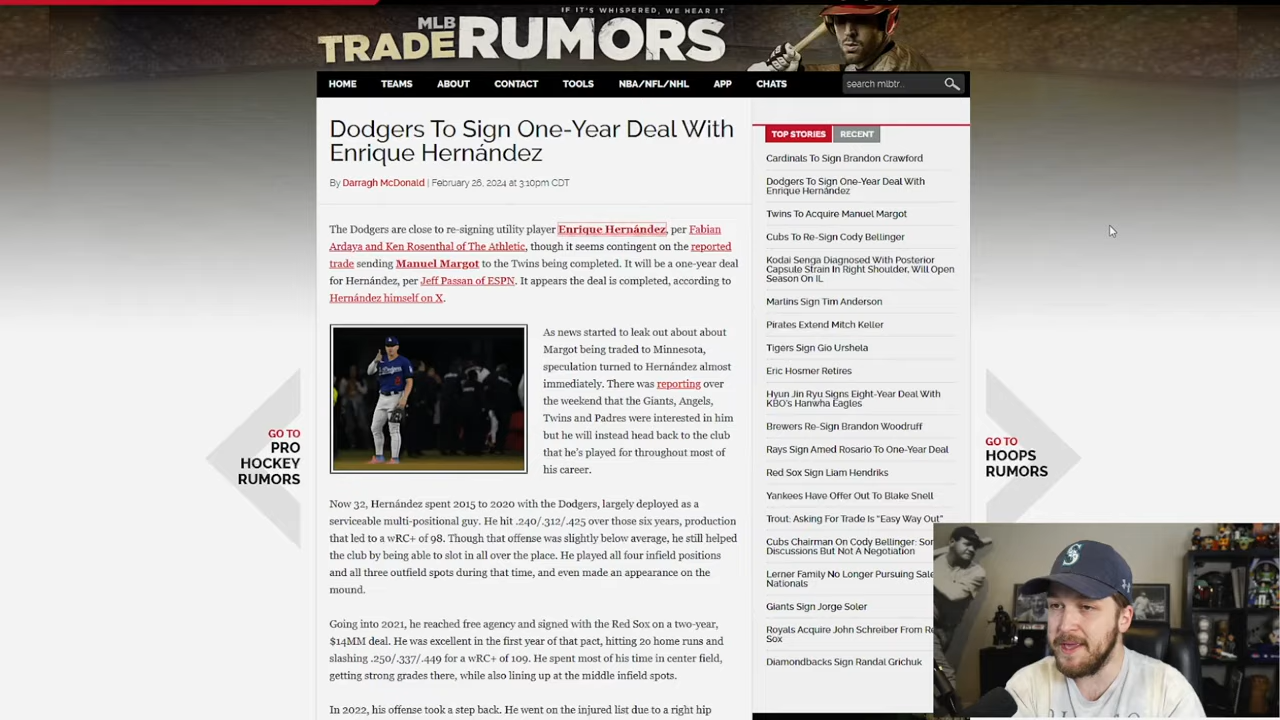 IF IT'S WHISPERED, WE HEAR IT
MLB
TRADERUMORS
HOME TEAMS ABOUT CONTACT TOOLS NBA/NFL/NHL APP CHATS search mlbtr...
Dodgers To Sign One-Year Deal With
Enrique Hernández
By Darragh McDonald | February 26, 2024 at 3:10pm CDT
The Dodgers are close to re-signing utility player Enrique Hernández, per Fabian
Ardaya and Ken Rosenthal of The Athletic, though it seems contingent on the reported
trade sending Manuel Margot to the Twins being completed. It will be a one-year deal
for Hernández, per Jeff Passan of ESPN. It appears the deal is completed, according to
Hernández himself on X.
As news started to leak out about about
Margot being traded to Minnesota,
speculation turned to Hernández almost
immediately. There was reporting over
the weekend that the Giants, Angels,
Twins and Padres were interested in him
but he will instead head back to the club
that he's played for throughout most of
his career.
Now 32, Hernández spent 2015 to 2020 with the Dodgers, largely deployed as a
serviceable multi-positional guy. He hit .240/.312/.425 over those six years, production
that led to a wRC+ of 98. Though that offense was slightly below average, he still helped
the club by being able to slot in all over the place. He played all four infield positions
and all three outfield spots during that time, and even made an appearance on the
mound.
Going into 2021, he reached free agency and signed with the Red Sox on a two-year,
$14MM deal. He was excellent in the first year of that pact, hitting 20 home runs and
slashing .250/.337/.449 for a wRC+ of 109. He spent most of his time in center field,
getting strong grades there, while also lining up at the middle infield spots.
In 2022, his offense took a step back. He went on the injured list due to a right hip
TOP STORIES RECENT
Cardinals To Sign Brandon Crawford
Dodgers To Sign One-Year Deal With
Enrique Hernández
Twins To Acquire Manuel Margot
Cubs To Re-Sign Cody Bellinger
Kodai Senga Diagnosed With Posterior
Capsule Strain In Right Shoulder, Will Open
Season On IL
Marlins Sign Tim Anderson
Pirates Extend Mitch Keller
Tigers Sign Gio Urshela
Eric Hosmer Retires
Hyun Jin Ryu Signs Eight-Year Deal With
KBO's Hanwha Eagles
Brewers Re-Sign Brandon Woodruff
Rays Sign Amed Rosario To One-Year Deal
Red Sox Sign Liam Hendriks
Yankees Have Offer Out To Blake Snell
Trout: Asking For Trade Is "Easy Way Out"
Cubs Chairman On Cody Bellinger:
Discussions But Not A Negotiation
Lerner Family No Longer Pursuing Sale
Nationals
Giants Sign Jorge Soler
Royals Acquire John Schreiber From
Sox
Diamondbacks Sign Randal Grichuk
GO TO
PRO
HOCKEY
RUMORS
GO TO
HOOPS
RUMORS